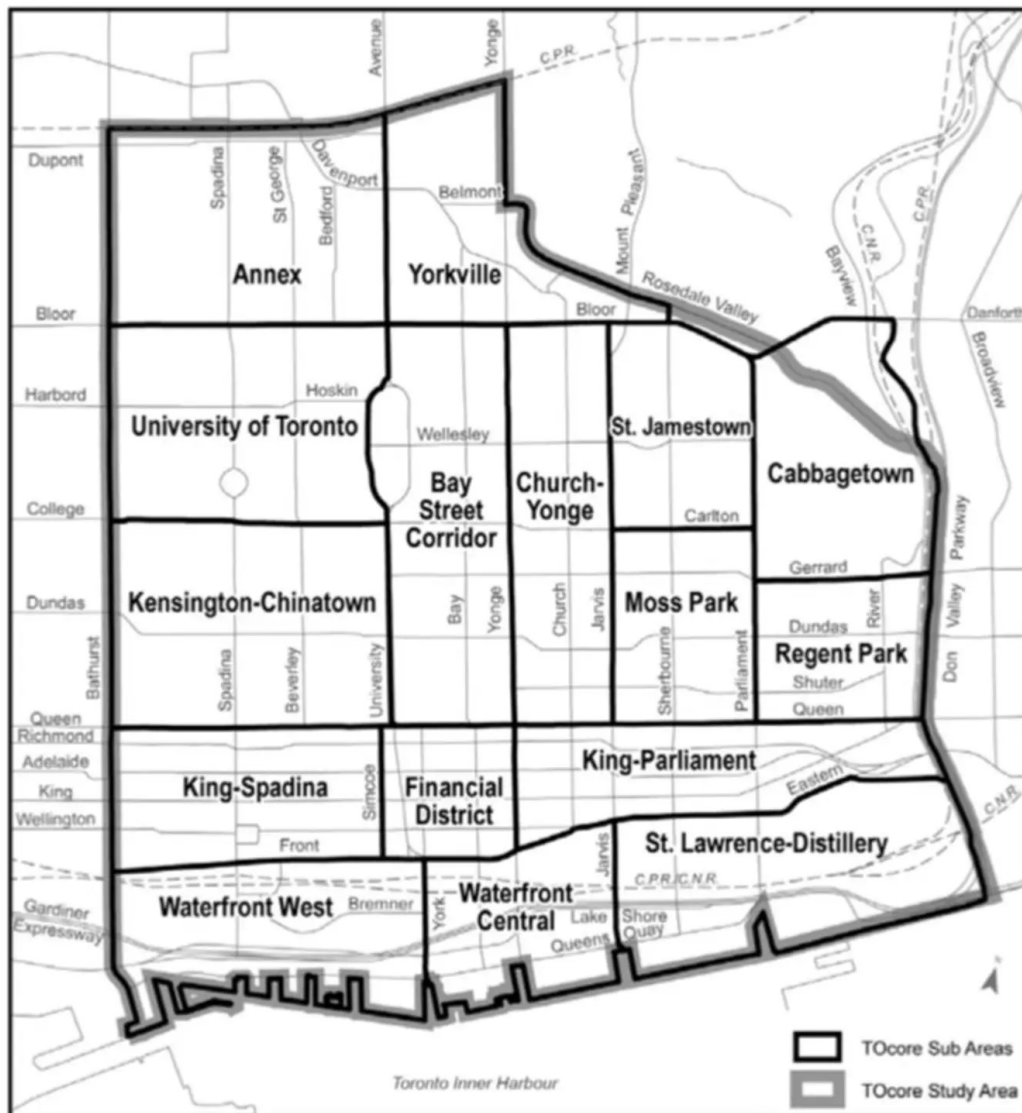 Avenue
Yonge
C.P.R.
Dupont
Spadina
St George
Bedford
Davenport
Belmont
Mount Pleasant
Annex
Yorkville
Rosedale Valley
Bayview
C.N.R.
C.P.R.
Bloor
Bloor
Danforth
Broadview
Harbord
Hoskin
University of Toronto
Wellesley
St. Jamestown
Bay
Street
Corridor
Church-
Yonge
Cabbagetown
College
Carlton
Parkway
Gerrard
Dundas
Kensington-Chinatown
Bay
Yonge
Church
Jarvis
Moss Park
River
Valley
Dundas
Regent Park
Bathurst
Spadina
Beverley
University
Sherbourne
Parliament
Shuter
Don
Queen
Queen
Richmond
Adelaide
King
Wellington
King-Spadina
Simcoe
Financial
District
King-Parliament
Eastern
C.N.R.
Front
Jarvis
St. Lawrence-Distillery
C.P.R./C.N.R.
Gardiner
Expressway
Waterfront West
Bremner
York
Waterfront
Central
Lake Shore
Queens Quay
TOcore Sub Areas
TOcore Study Area
Toronto Inner Harbour